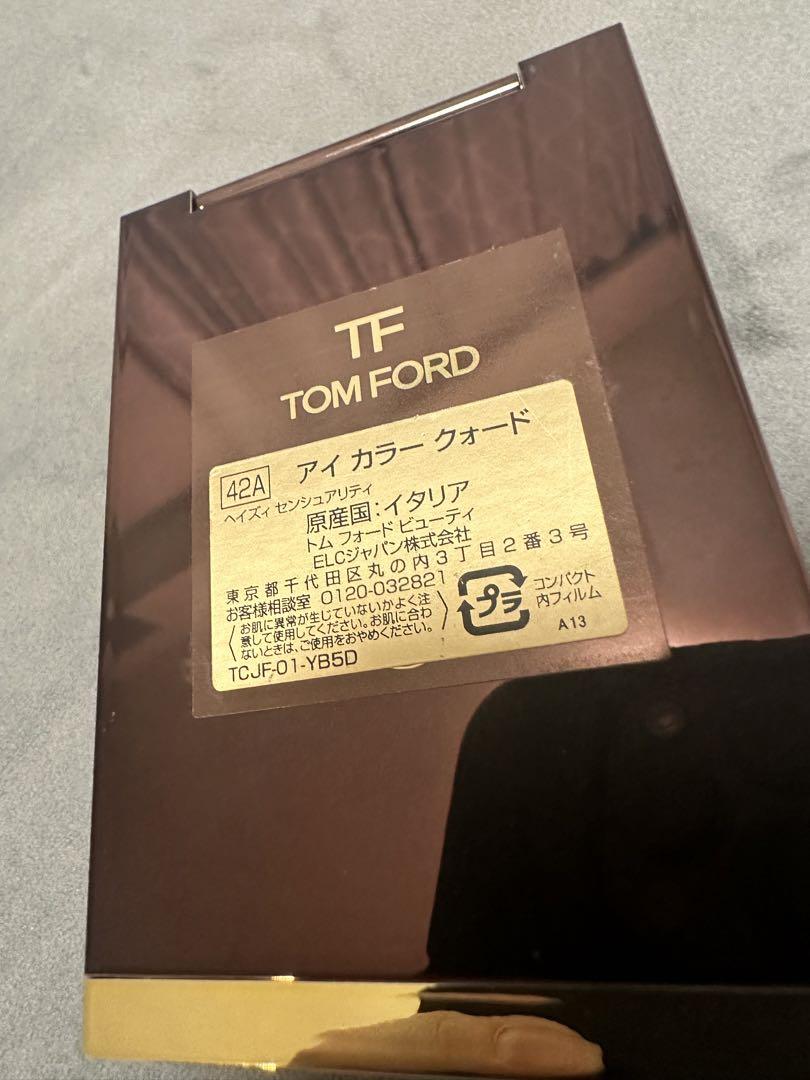 TF
TOM FORD
42A アイ カラー クォード
ヘイズィ センシュアリティ
原産国:イタリア
トム フォード ビューティ
ELCジャパン株式会社
東京都千代田区丸の内3丁目2番3号
お客様相談室 0120-032821
お肌に異常が生じていないかよく注
意して使用してください。お肌に合わ
ないときは、ご使用をおやめください。
プラ
コンパクト
内フィルム
TCJF-01-YB5D
A13